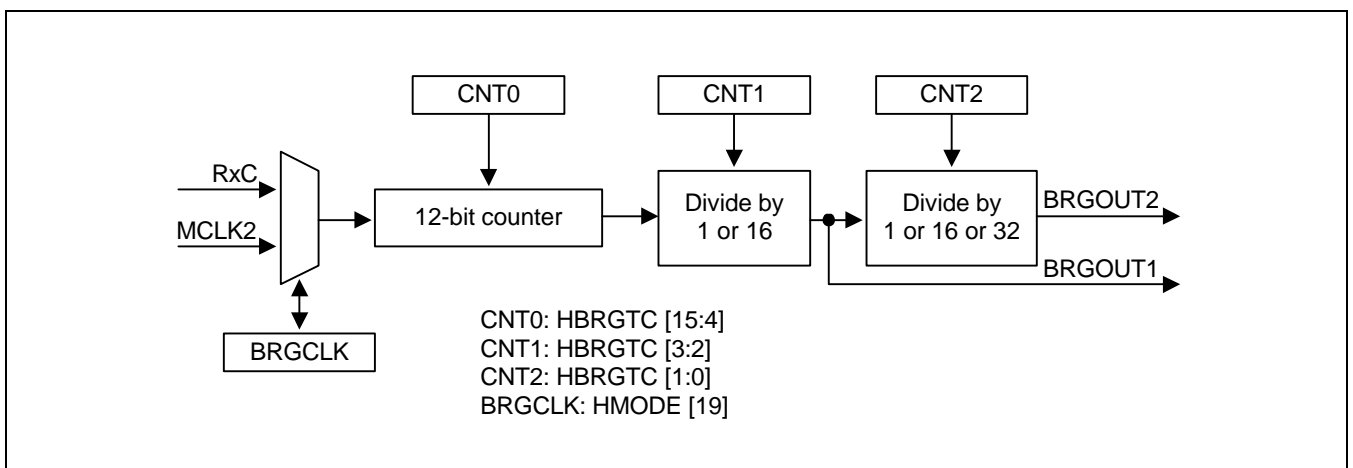 CNT0
CNT1
CNT2
RxC
MCLK2
12-bit counter
Divide by
1 or 16
Divide by
1 or 16 or 32
BRGOUT2
BRGOUT1
BRGCLK
CNT0: HBRGTC [15:4]
CNT1: HBRGTC [3:2]
CNT2: HBRGTC [1:0]
BRGCLK: HMODE [19]